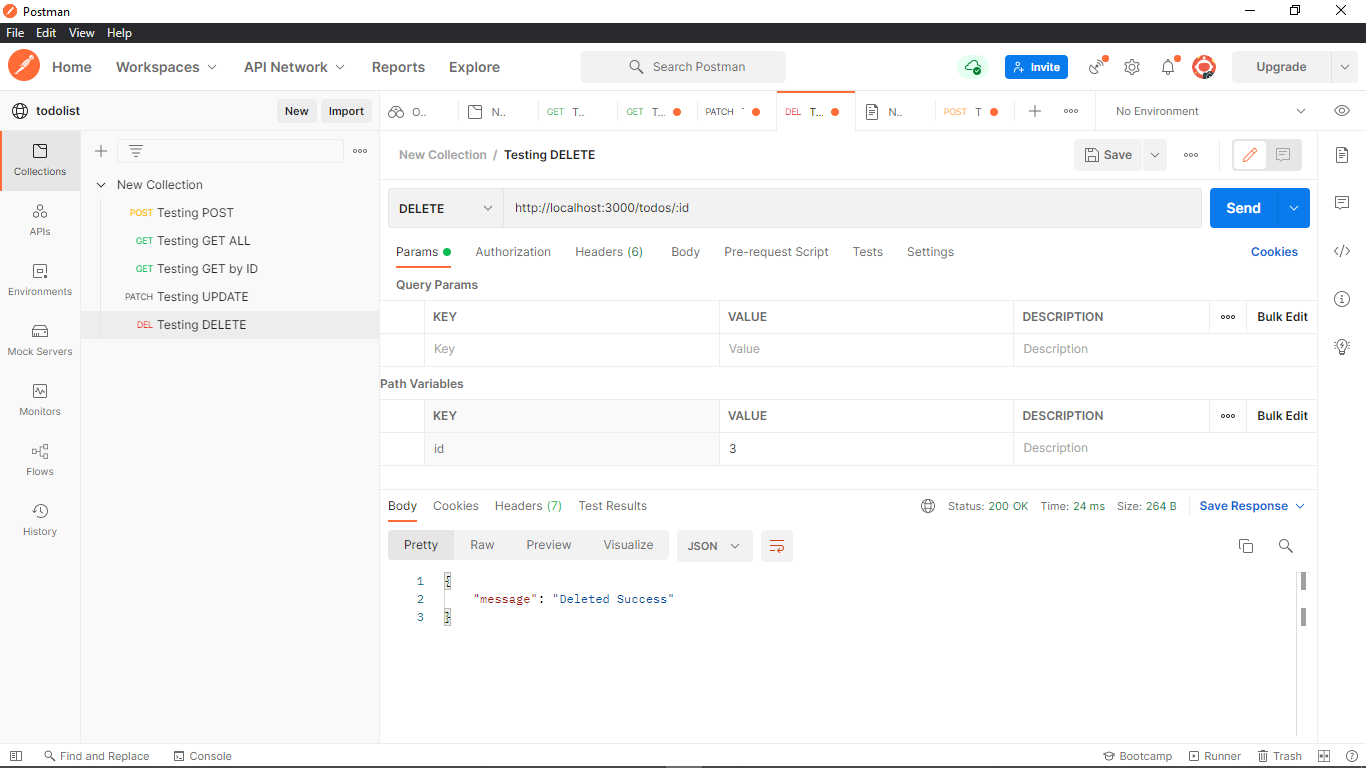 Postman
File Edit View Help
Home Workspaces API Network Reports Explore Search Postman Invite Upgrade
todolist New Import O.. N.. GET T.. GET T... PATCH DEL T... N.. POST T No Environment
Collections
APIs
Environments
Mock Servers
Monitors
Flows
History
New Collection
POST Testing POST
GET Testing GET ALL
GET Testing GET by ID
PATCH Testing UPDATE
DEL Testing DELETE
New Collection / Testing DELETE Save
DELETE http://localhost:3000/todos/:id Send
Params Authorization Headers (6) Body Pre-request Script Tests Settings Cookies
Query Params
KEY VALUE DESCRIPTION Bulk Edit
Key Value Description
Path Variables
KEY VALUE DESCRIPTION Bulk Edit
id 3 Description
Body Cookies Headers (7) Test Results Status: 200 OK Time: 24 ms Size: 264 B Save Response
Pretty Raw Preview Visualize JSON
1 {
2 "message": "Deleted Success"
3 }
Find and Replace Console Bootcamp Runner Trash